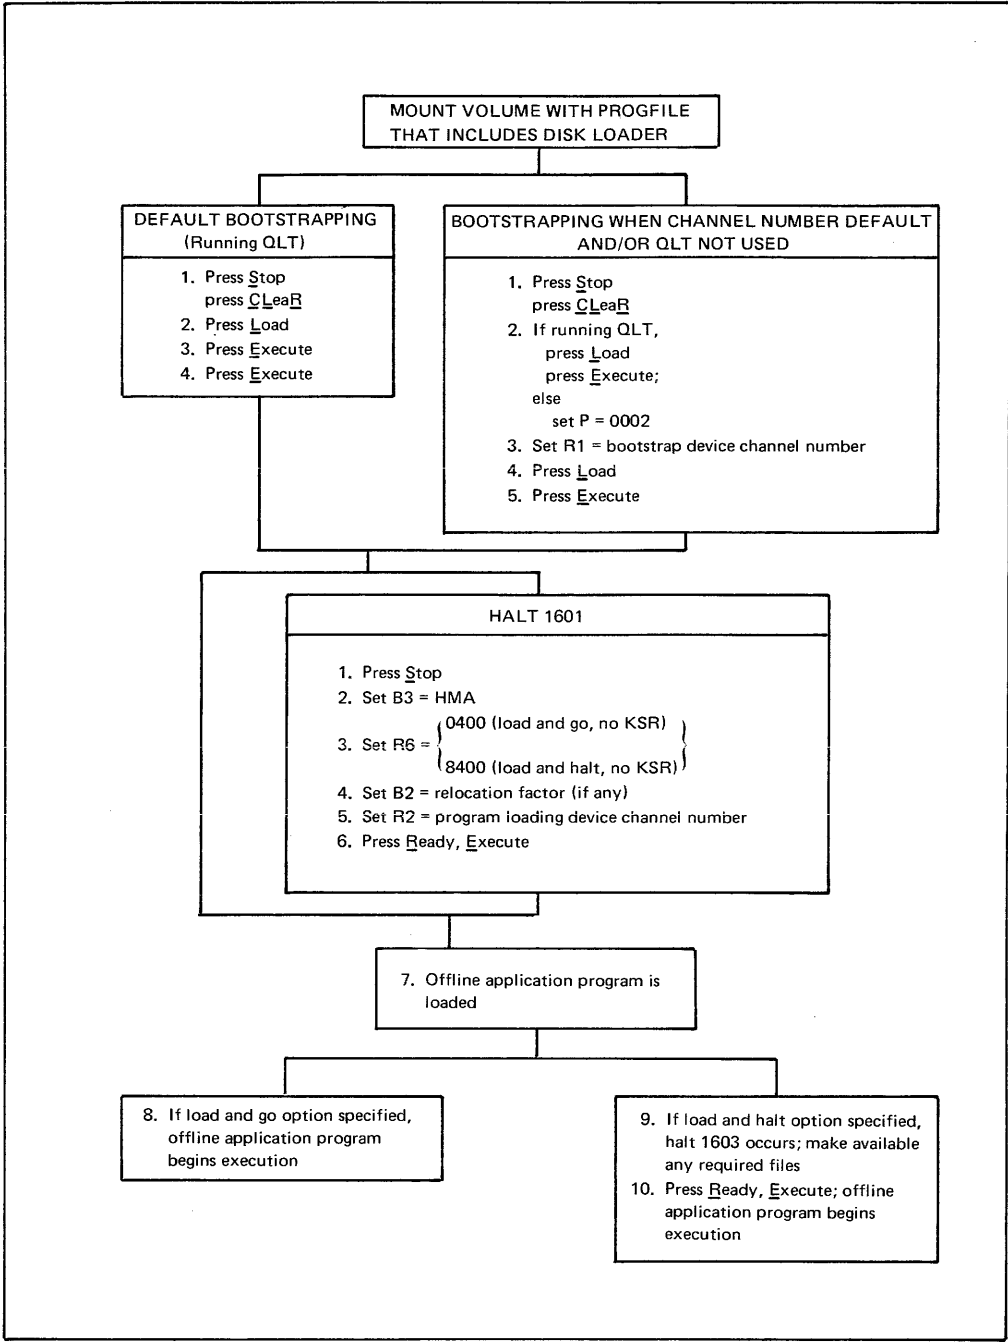 MOUNT VOLUME WITH PROGFILE
THAT INCLUDES DISK LOADER
DEFAULT BOOTSTRAPPING
(Running QLT)
1. Press Stop
press CLeaR
2. Press Load
3. Press Execute
4. Press Execute
BOOTSTRAPPING WHEN CHANNEL NUMBER DEFAULT
AND/OR QLT NOT USED
1. Press Stop
press CLeaR
2. If running QLT,
press Load
press Execute;
else
set P = 0002
3. Set R1 = bootstrap device channel number
4. Press Load
5. Press Execute
HALT 1601
1. Press Stop
2. Set B3 = HMA
3. Set R6 = { 0400 (load and go, no KSR) }
{ 8400 (load and halt, no KSR) }
4. Set B2 = relocation factor (if any)
5. Set R2 = program loading device channel number
6. Press Ready, Execute
7. Offline application program is
loaded
8. If load and go option specified,
offline application program
begins execution
9. If load and halt option specified,
halt 1603 occurs; make available
any required files
10. Press Ready, Execute; offline
application program begins
execution